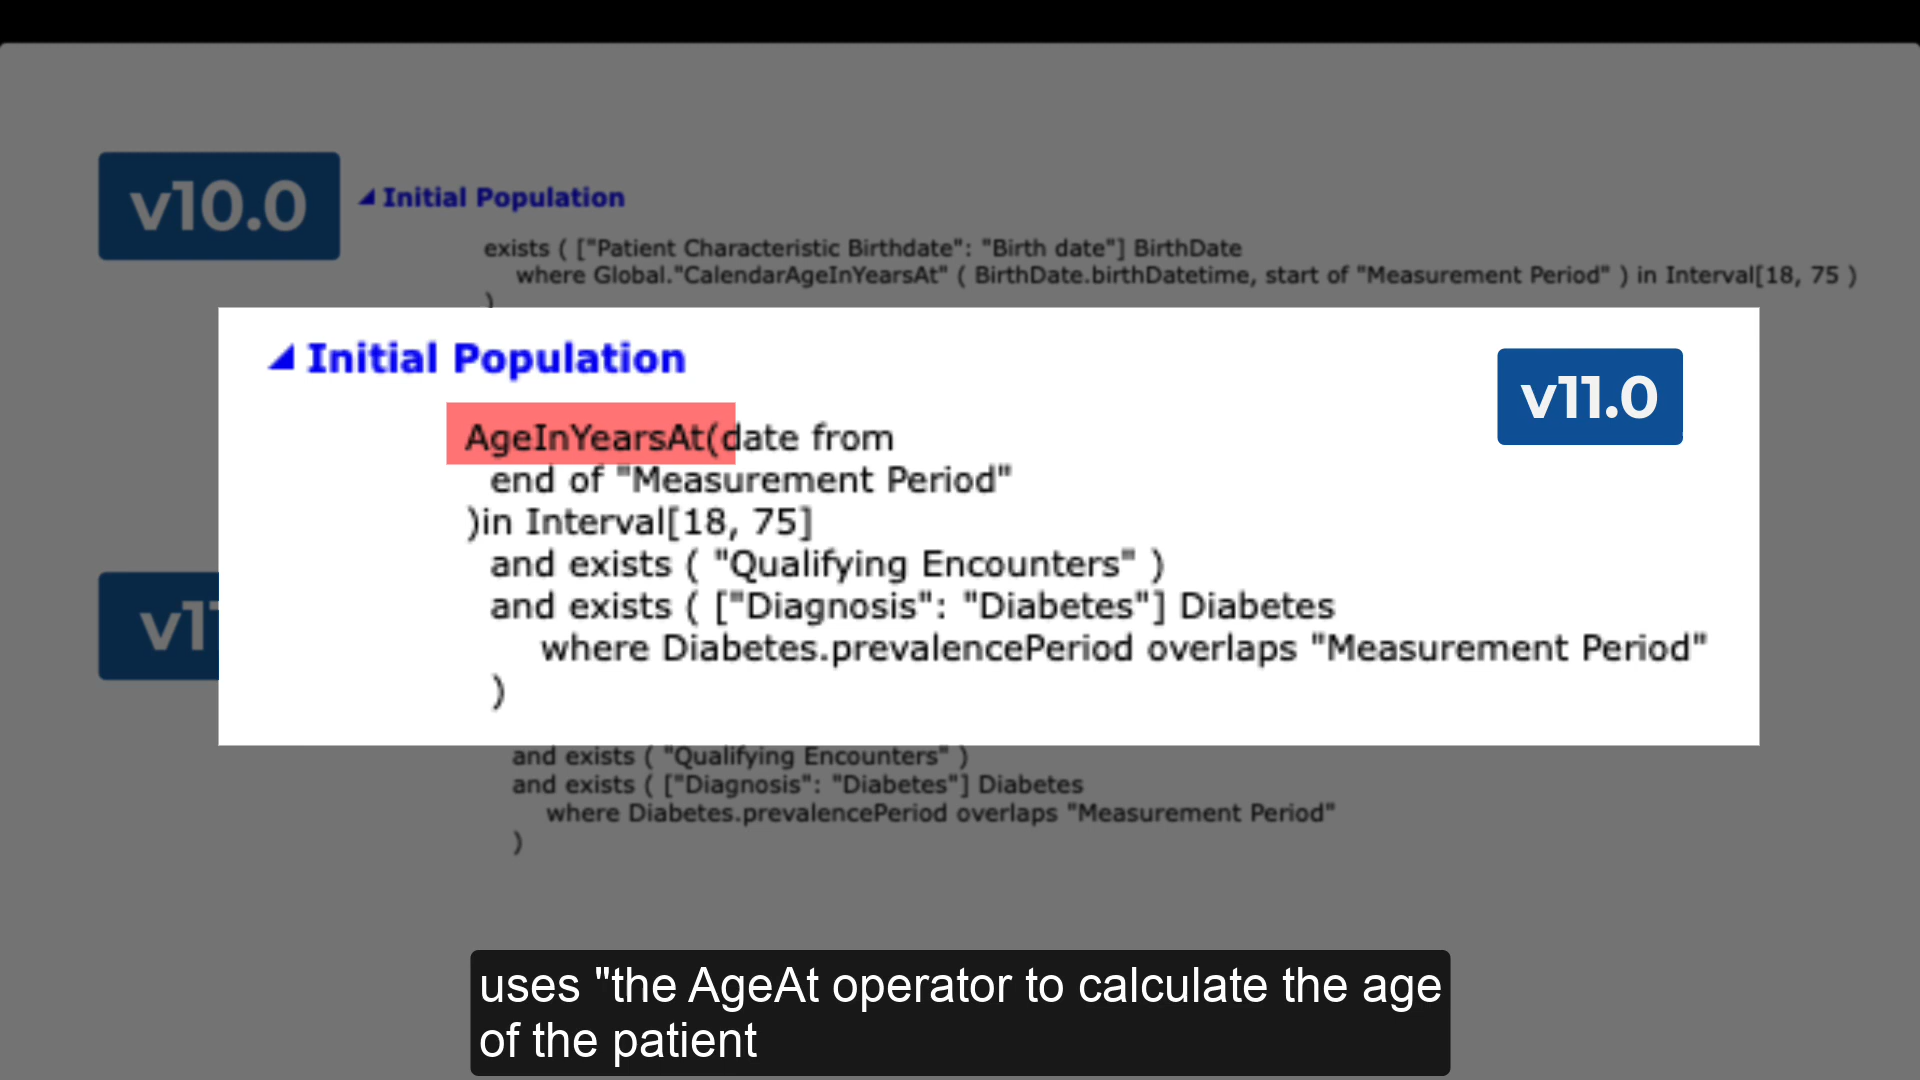 v10.0
Initial Population
exists ( ["Patient Characteristic Birthdate": "Birth date"] BirthDate
where Global."CalendarAgeInYearsAt" ( BirthDate.birthDatetime, start of "Measurement Period" ) in Interval[18, 75 )
)
Initial Population
v11.0
AgeInYearsAt(date from
end of "Measurement Period"
)in Interval[18, 75]
and exists ( "Qualifying Encounters" )
and exists ( ["Diagnosis": "Diabetes"] Diabetes
where Diabetes.prevalencePeriod overlaps "Measurement Period"
)
v11
and exists ( "Qualifying Encounters" )
and exists ( ["Diagnosis": "Diabetes"] Diabetes
where Diabetes.prevalencePeriod overlaps "Measurement Period"
)
uses "the AgeAt operator to calculate the age
of the patient